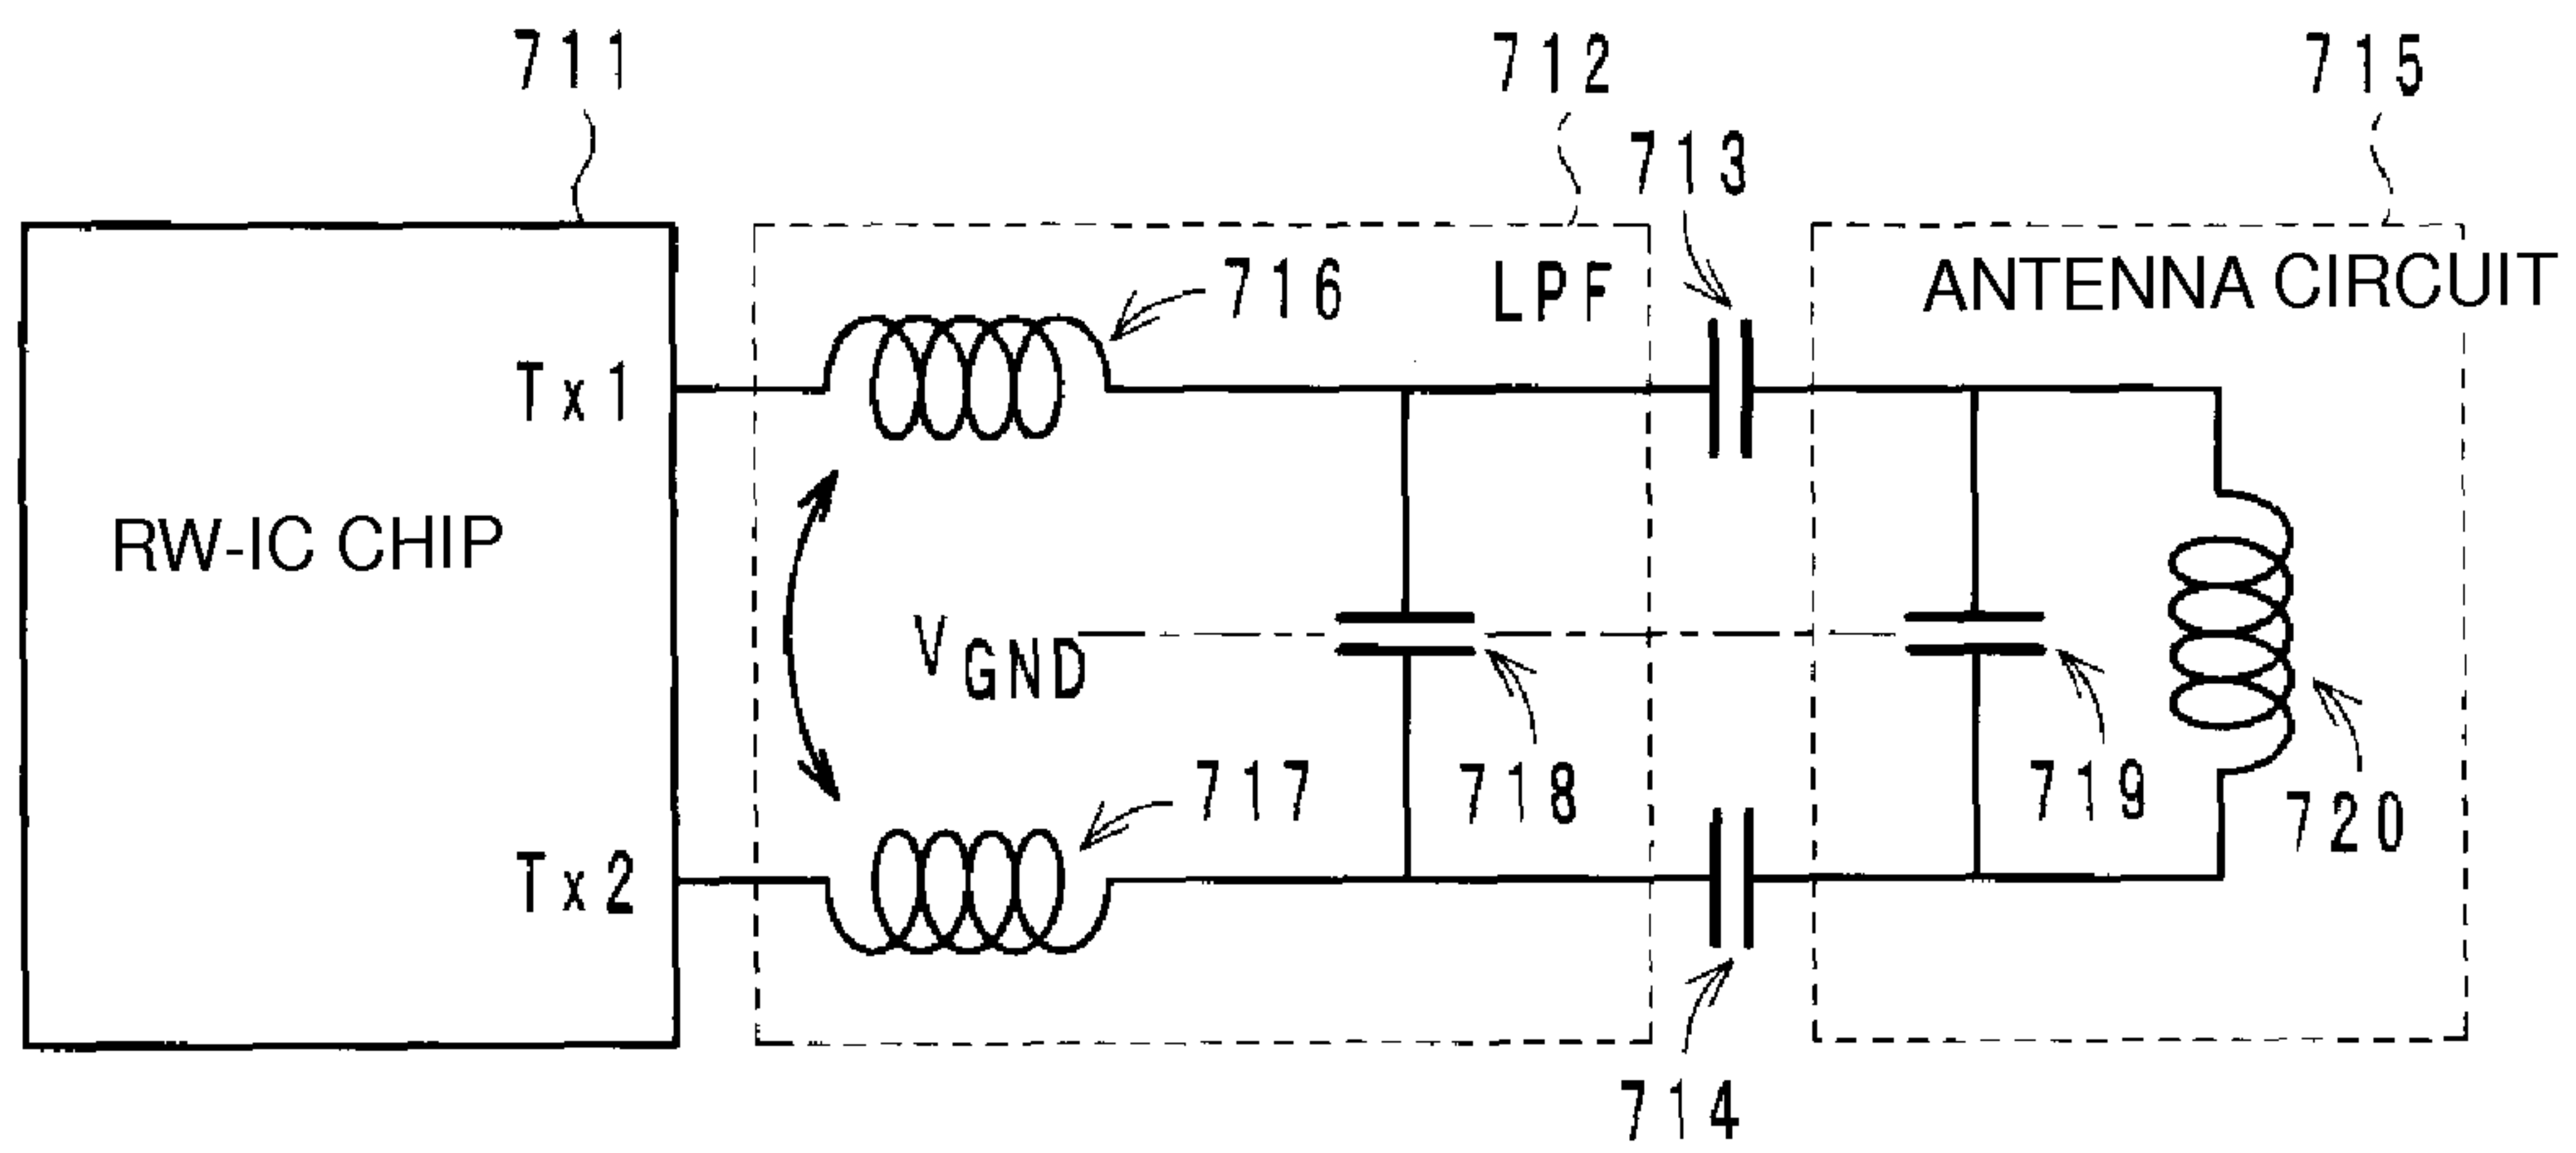 711
712
715
713
716
LPF
ANTENNA CIRCUIT
Tx1
RW-IC CHIP
VGND
717
718
719
720
Tx2
714